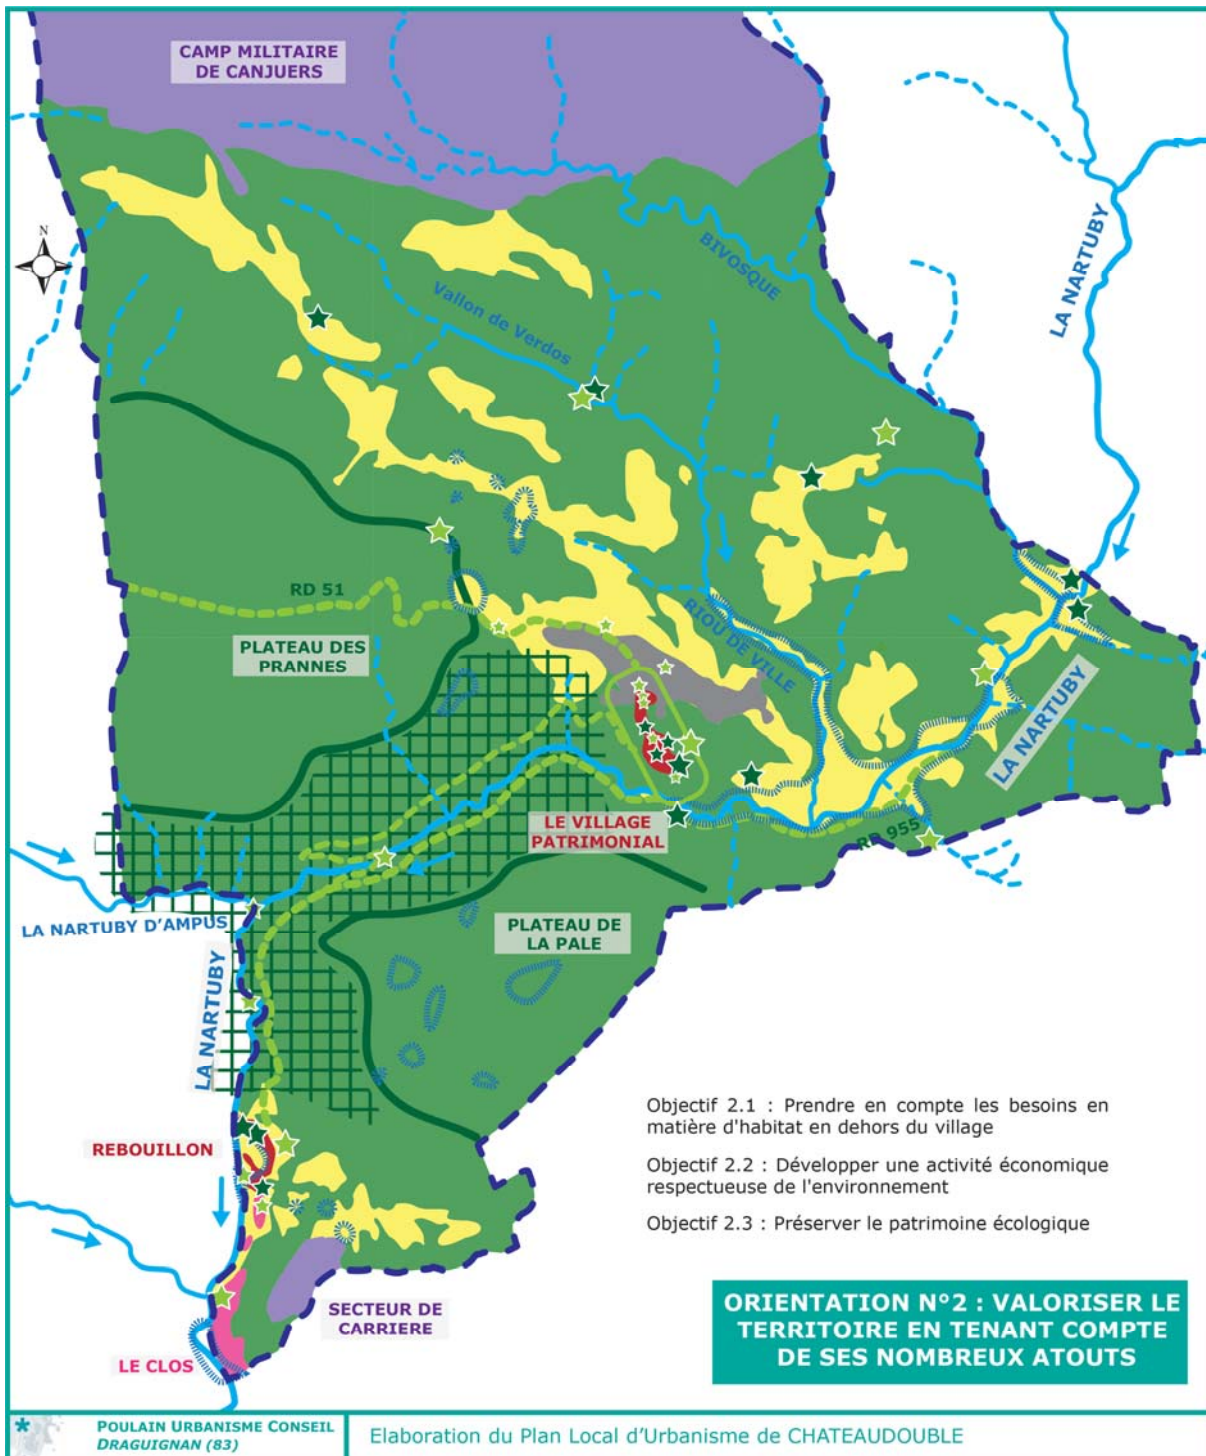 CAMP MILITAIRE
DE CANJUERS
N
LA NARTUBY
BIVOSQUE
Vallon de Verdos
RD 51
PLATEAU DES
PRANNES
RIOU DE VILLE
LA NARTUBY
LE VILLAGE
PATRIMONIAL
RD 955
LA NARTUBY D'AMPUS
PLATEAU DE
LA PALE
LA NARTUBY
REBOUILLON
SECTEUR DE
CARRIERE
LE CLOS
Objectif 2.1 : Prendre en compte les besoins en
matière d'habitat en dehors du village
Objectif 2.2 : Développer une activité économique
respectueuse de l'environnement
Objectif 2.3 : Préserver le patrimoine écologique
ORIENTATION N°2 : VALORISER LE
TERRITOIRE EN TENANT COMPTE
DE SES NOMBREUX ATOUTS
* POULAIN URBANISME CONSEIL
DRAGUIGNAN (83)
Elaboration du Plan Local d'Urbanisme de CHATEAUDOUBLE